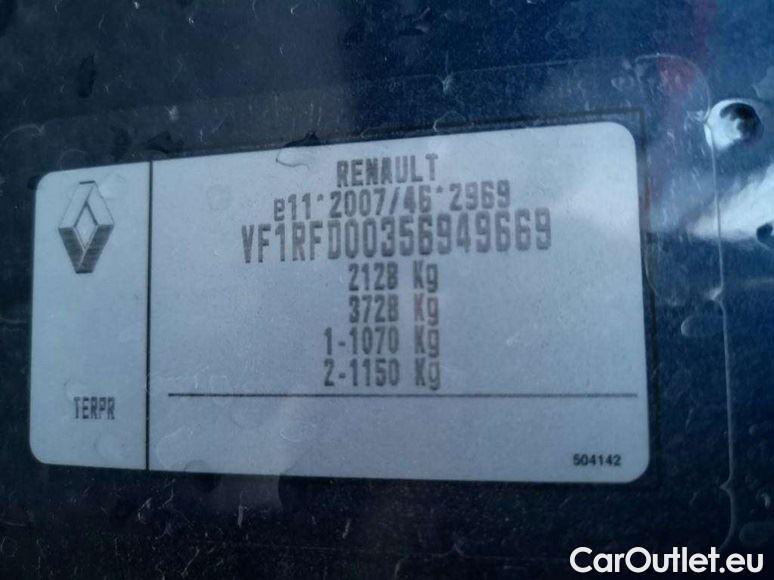 RENAULT
e11*2007/46*2969
VF1RFD00356949669
2128 Kg
3728 Kg
1-1070 Kg
2-1150 Kg
TERPR
504142
CarOutlet.eu